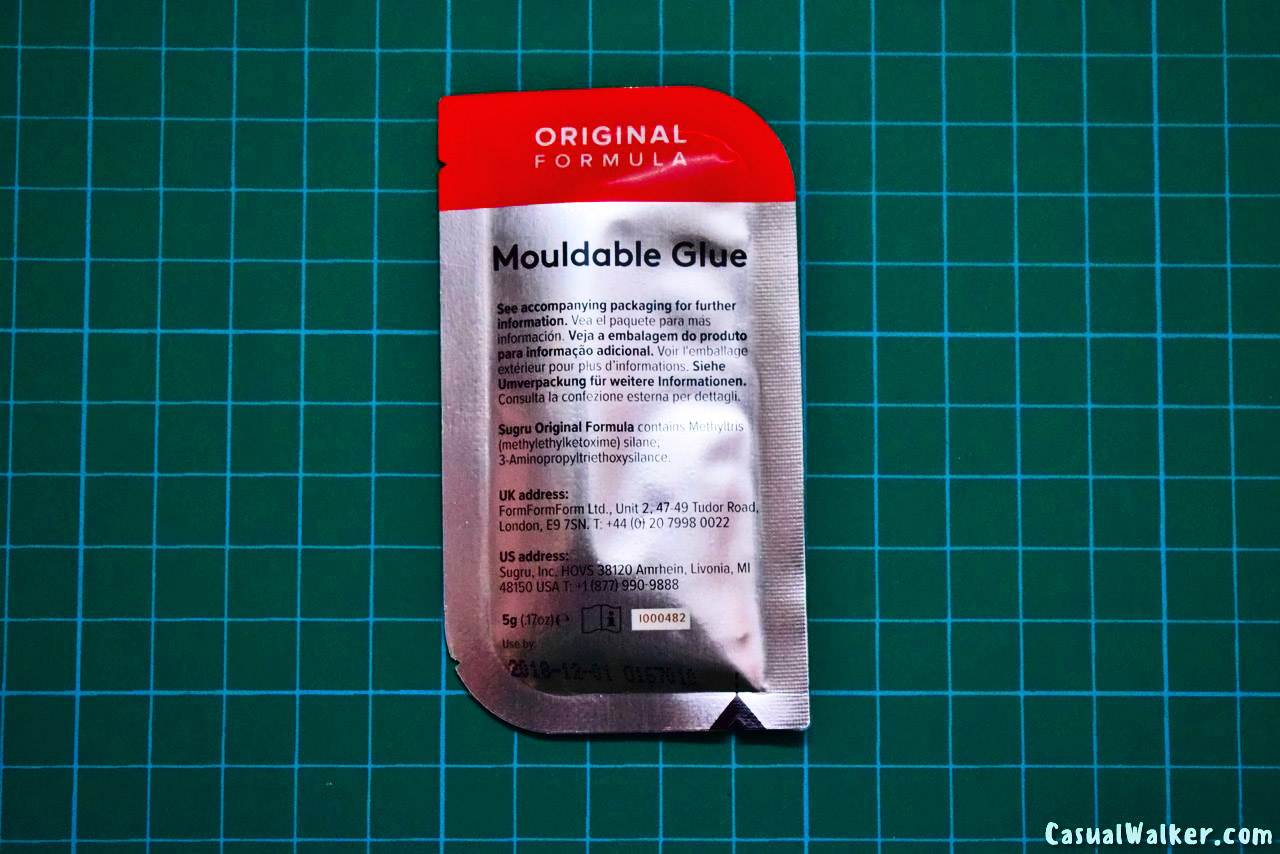 ORIGINAL
FORMULA
Mouldable Glue
See accompanying packaging for further
information. Vea el paquete para más
información. Veja a embalagem do produto
para informação adicional. Voir l'emballage
extérieur pour plus d'informations. Siehe
Umverpackung für weitere Informationen.
Consulta la confezione esterna per dettagli.
Sugru Original Formula contains Methyltris
(methylethylketoxime) silane;
3-Aminopropyltriethoxysilance.
UK address:
FormFormForm Ltd., Unit 2, 47-49 Tudor Road,
London, E9 7SN. T: +44 (0) 20 7998 0022
US address:
Sugru, Inc. HOVS 38120 Amrhein, Livonia, MI
48150 USA T: +1 (877) 990-9888
5g (.17oz) ℮
I000482
Use by:
2018-12-01
CasualWalker.com